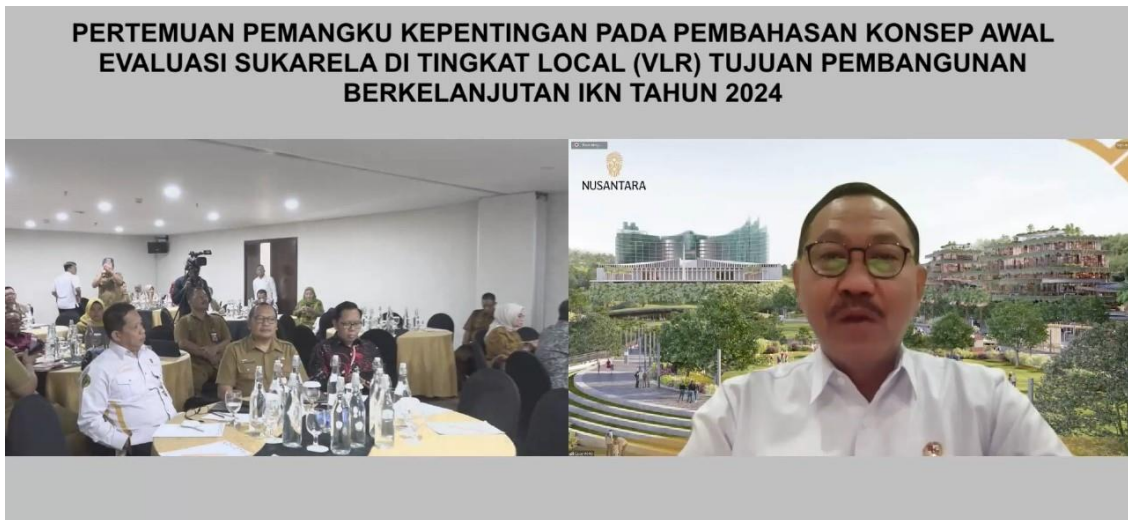 PERTEMUAN PEMANGKU KEPENTINGAN PADA PEMBAHASAN KONSEP AWAL
EVALUASI SUKARELA DI TINGKAT LOCAL (VLR) TUJUAN PEMBANGUNAN
BERKELANJUTAN IKN TAHUN 2024
NUSANTARA